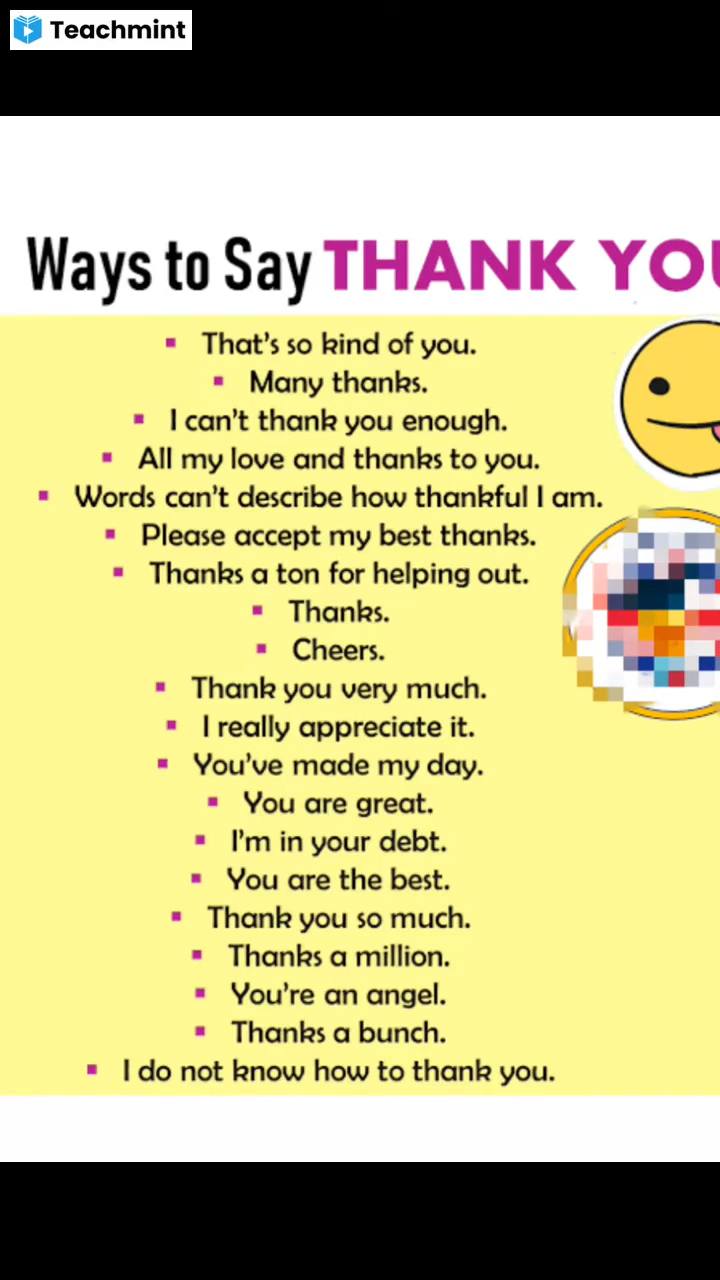 Teachmint
Ways to Say THANK YOU
▪ That's so kind of you.
▪ Many thanks.
▪ I can't thank you enough.
▪ All my love and thanks to you.
▪ Words can't describe how thankful I am.
▪ Please accept my best thanks.
▪ Thanks a ton for helping out.
▪ Thanks.
▪ Cheers.
▪ Thank you very much.
▪ I really appreciate it.
▪ You've made my day.
▪ You are great.
▪ I'm in your debt.
▪ You are the best.
▪ Thank you so much.
▪ Thanks a million.
▪ You're an angel.
▪ Thanks a bunch.
▪ I do not know how to thank you.